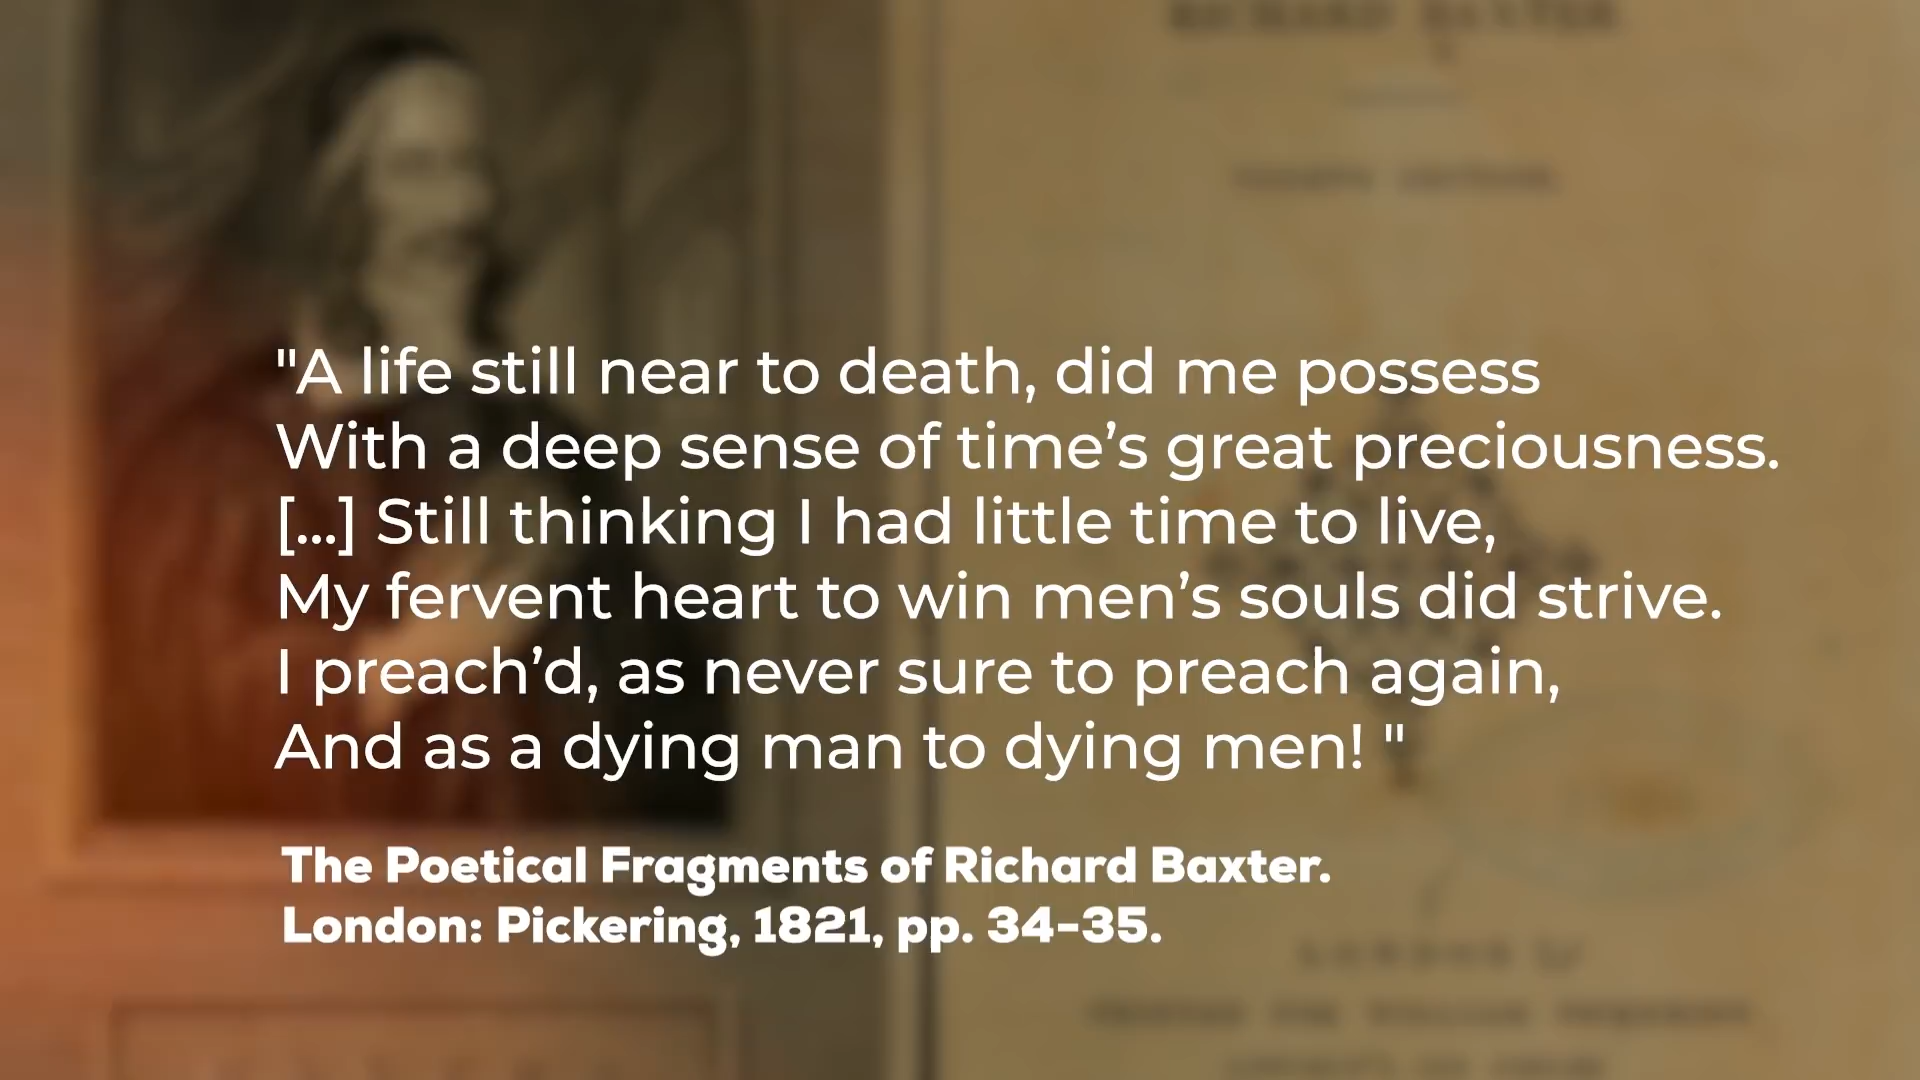 RICHARD BAXTER
"A life still near to death, did me possess
With a deep sense of time’s great preciousness.
[...] Still thinking I had little time to live,
My fervent heart to win men’s souls did strive.
I preach’d, as never sure to preach again,
And as a dying man to dying men! "
The Poetical Fragments of Richard Baxter.
London: Pickering, 1821, pp. 34-35.